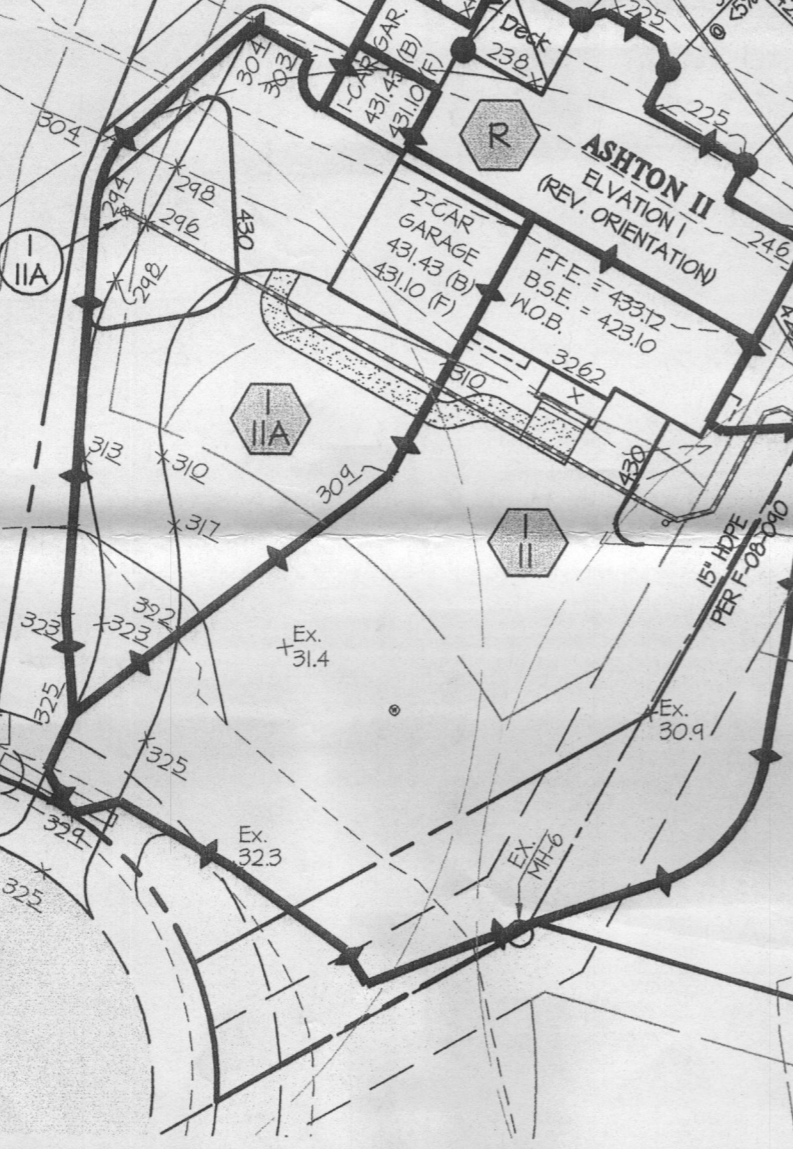 225
@ <5%
Deck
238
1-CAR GAR.
431.43 (B)
431.10 (F)
304
303
304
R
225
ASHTON II
ELVATION I
(REV. ORIENTATION)
246
294
298
296
298
430
I
IIA
2-CAR
GARAGE
431.43 (B)
431.10 (F)
F.F.E. = 433.12
B.S.E. = 423.10
W.O.B.
3262
310
I
IIA
313
310
309
317
430
I
II
15" HDPE
PER F-08-090
323
323
322
Ex.
31.4
325
Ex.
30.9
325
329
Ex.
32.3
EX.
MH-6
325